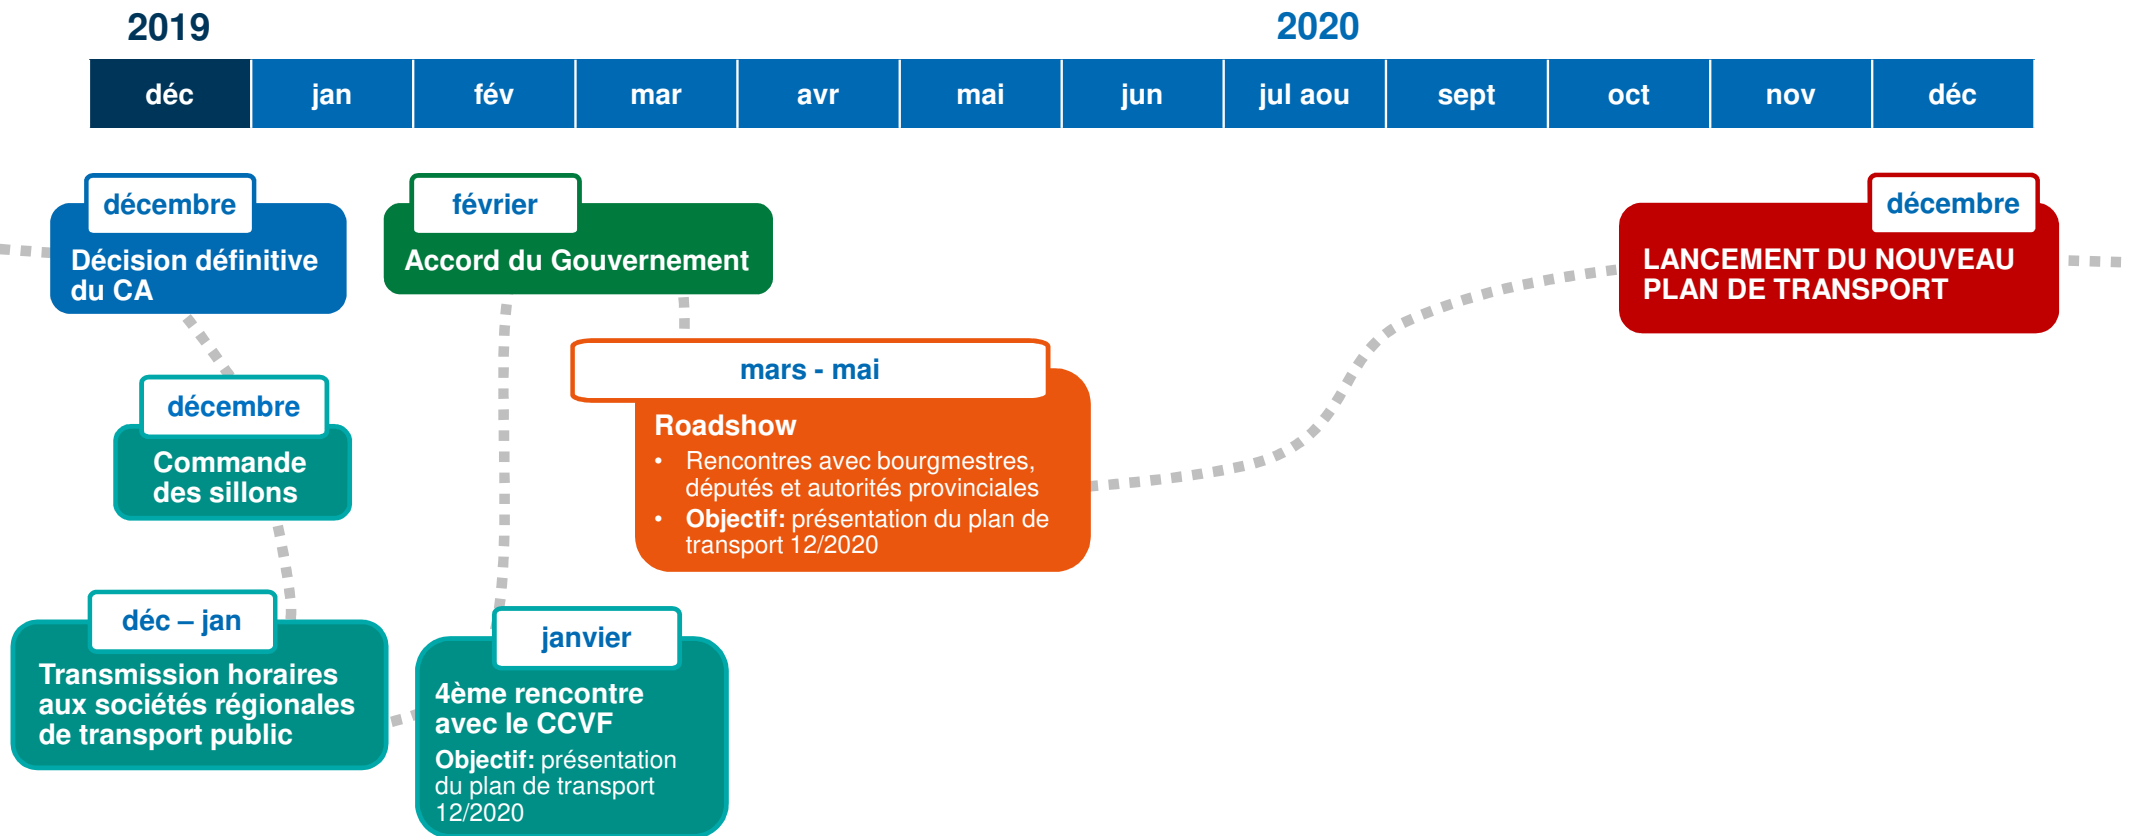 2019
2020
déc
jan
fév
mar
avr
mai
jun
jul aou
sept
oct
nov
déc
décembre
Décision définitive
du CA
février
Accord du Gouvernement
décembre
LANCEMENT DU NOUVEAU
PLAN DE TRANSPORT
mars - mai
Roadshow
• Rencontres avec bourgmestres,
députés et autorités provinciales
• Objectif: présentation du plan de
transport 12/2020
décembre
Commande
des sillons
déc – jan
Transmission horaires
aux sociétés régionales
de transport public
janvier
4ème rencontre
avec le CCVF
Objectif: présentation
du plan de transport
12/2020